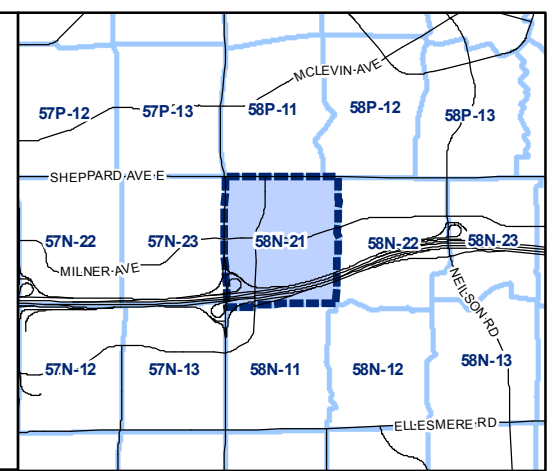 MCLEVIN AVE
57P-12
57P-13
58P-11
58P-12
58P-13
SHEPPARD AVE E
57N-22
57N-23
58N-21
58N-22
58N-23
MILNER AVE
NEILSON RD
57N-12
57N-13
58N-11
58N-12
58N-13
ELLESMERE RD